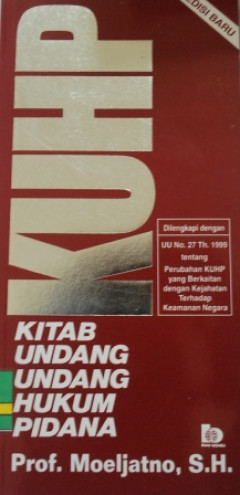 EDISI BARU
KUHP
Dilengkapi dengan
UU No. 27 Th. 1999
tentang
Perubahan KUHP
yang Berkaitan
dengan Kejahatan
Terhadap
Keamanan Negara
KITAB
UNDANG
UNDANG
HUKUM
PIDANA
Prof. Moeljatno, S.H.